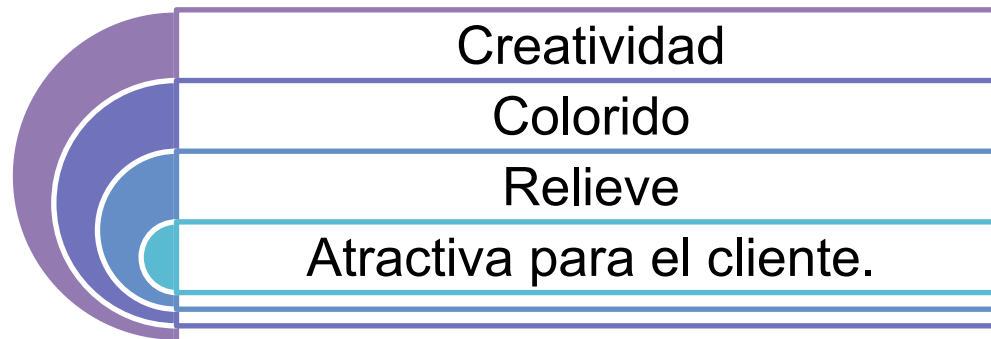 Creatividad
Colorido
Relieve
Atractiva para el cliente.